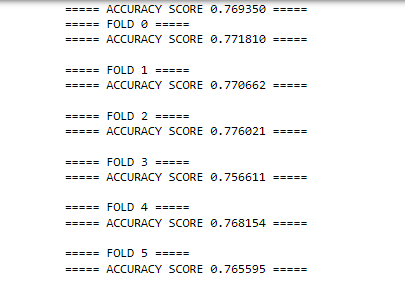 ===== ACCURACY SCORE 0.769350 =====
===== FOLD 0 =====
===== ACCURACY SCORE 0.771810 =====
===== FOLD 1 =====
===== ACCURACY SCORE 0.770662 =====
===== FOLD 2 =====
===== ACCURACY SCORE 0.776021 =====
===== FOLD 3 =====
===== ACCURACY SCORE 0.756611 =====
===== FOLD 4 =====
===== ACCURACY SCORE 0.768154 =====
===== FOLD 5 =====
===== ACCURACY SCORE 0.765595 =====